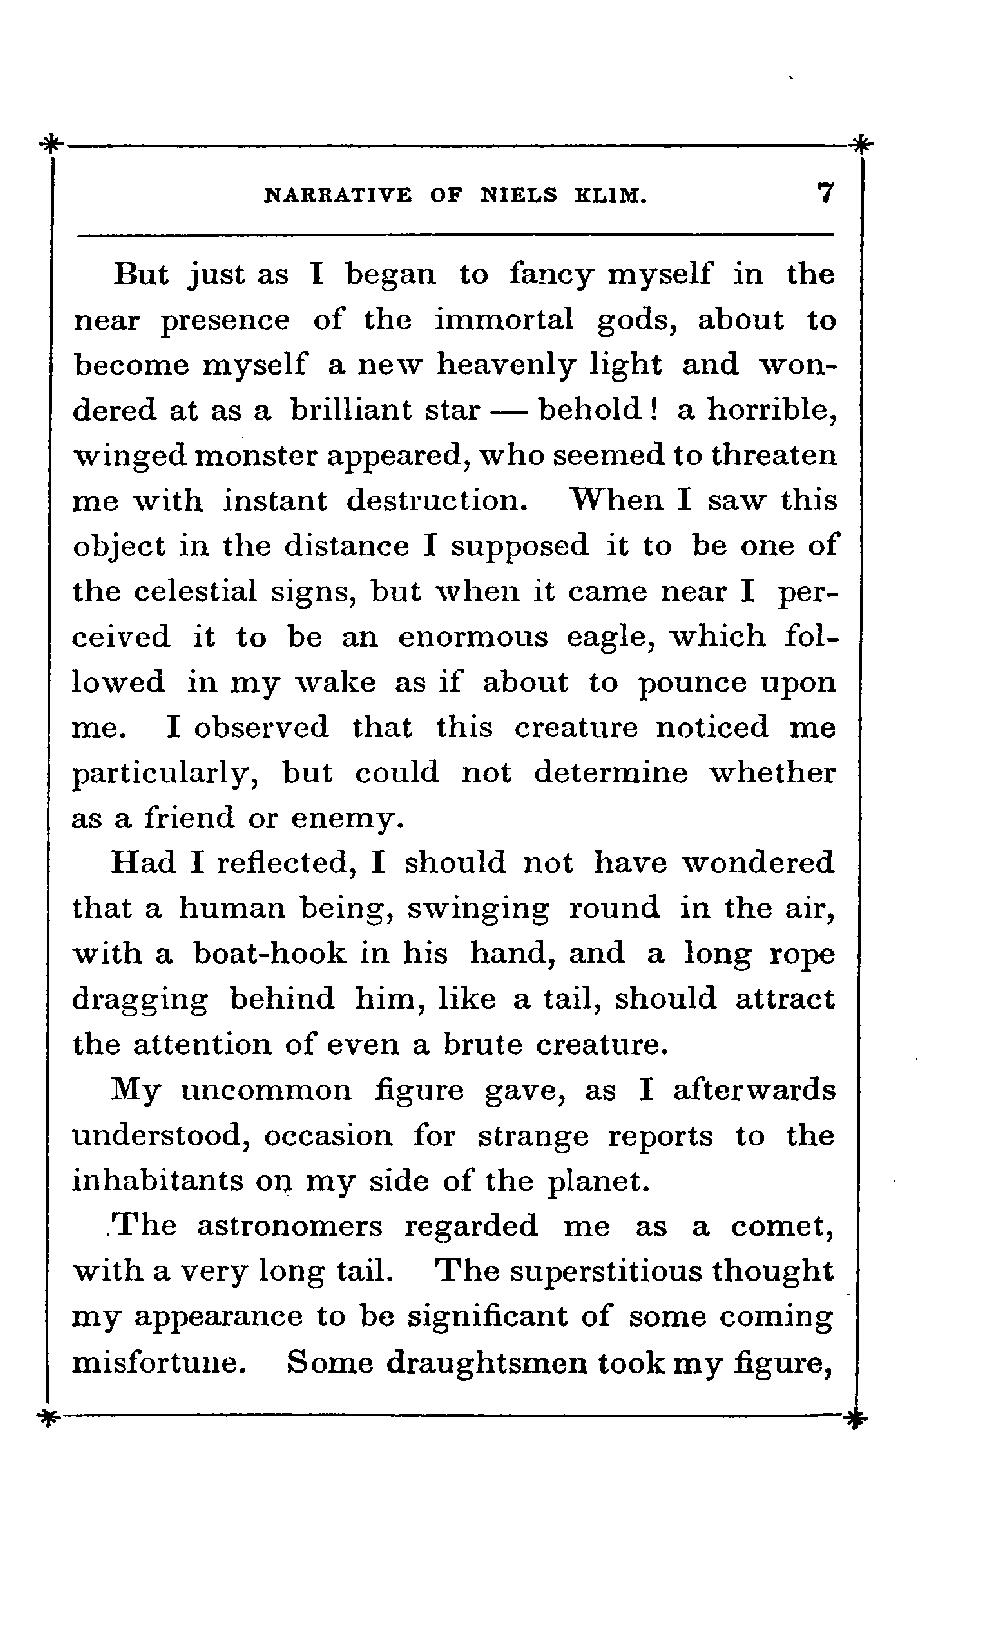 NARRATIVE OF NIELS KLIM. 7
But just as I began to fancy myself in the
near presence of the immortal gods, about to
become myself a new heavenly light and won-
dered at as a brilliant star — behold! a horrible,
winged monster appeared, who seemed to threaten
me with instant destruction. When I saw this
object in the distance I supposed it to be one of
the celestial signs, but when it came near I per-
ceived it to be an enormous eagle, which fol-
lowed in my wake as if about to pounce upon
me. I observed that this creature noticed me
particularly, but could not determine whether
as a friend or enemy.
Had I reflected, I should not have wondered
that a human being, swinging round in the air,
with a boat-hook in his hand, and a long rope
dragging behind him, like a tail, should attract
the attention of even a brute creature.
My uncommon figure gave, as I afterwards
understood, occasion for strange reports to the
inhabitants on my side of the planet.
The astronomers regarded me as a comet,
with a very long tail. The superstitious thought
my appearance to be significant of some coming
misfortune. Some draughtsmen took my figure,